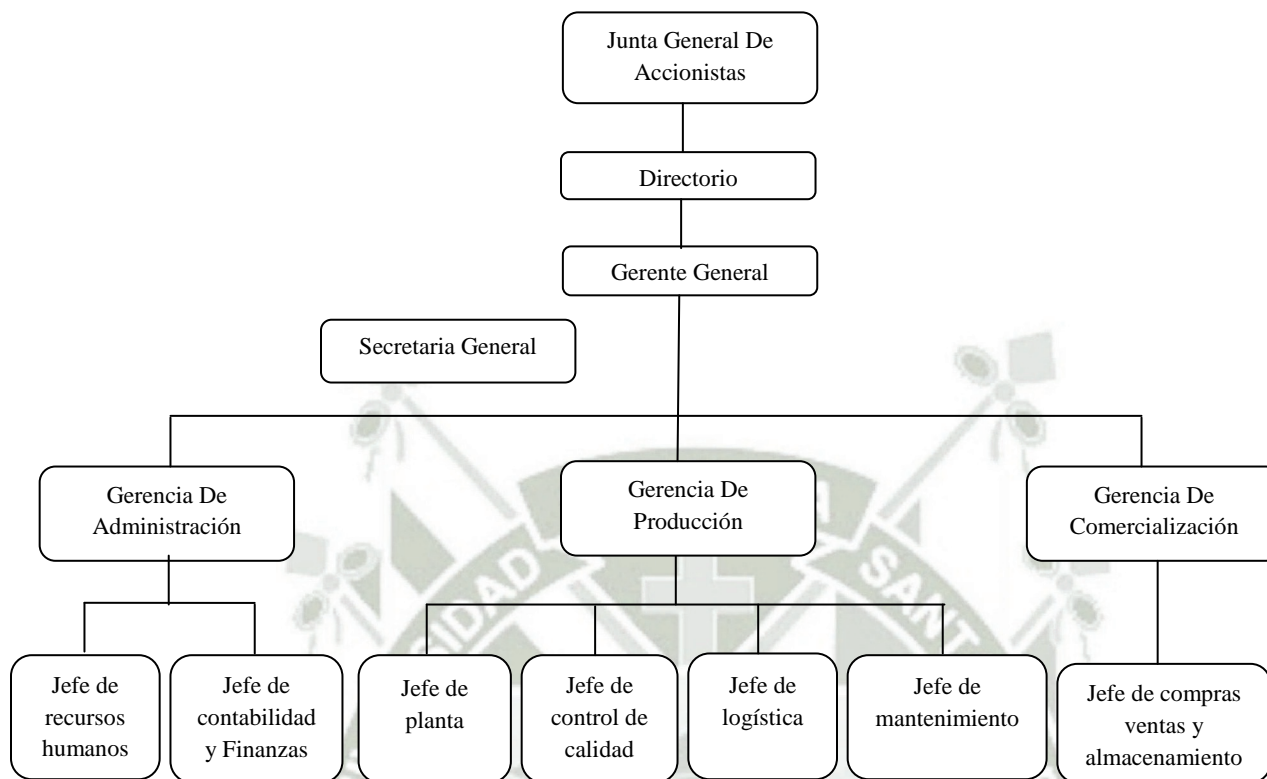 Junta General De
Accionistas
Directorio
Gerente General
Secretaria General
Gerencia De
Administración
Gerencia De
Producción
Gerencia De
Comercialización
Jefe de
recursos
humanos
Jefe de
contabilidad
y Finanzas
Jefe de
planta
Jefe de
control de
calidad
Jefe de
logística
Jefe de
mantenimiento
Jefe de compras
ventas y
almacenamiento
SIDAD
SANT